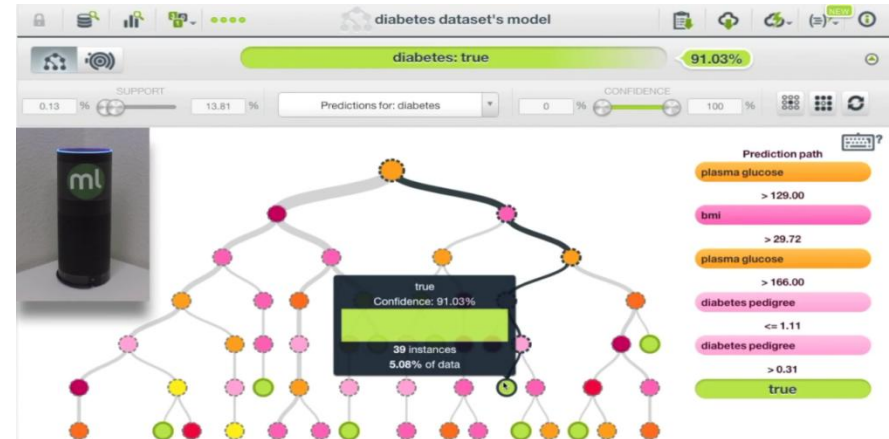 diabetes dataset's model
NEW
diabetes: true
91.03%
SUPPORT
CONFIDENCE
0.13 %
13.81 %
Predictions for: diabetes
0 %
100 %
ml
?
Prediction path
plasma glucose
> 129.00
bmi
> 29.72
plasma glucose
> 166.00
diabetes pedigree
<= 1.11
diabetes pedigree
> 0.31
true
true
Confidence: 91.03%
39 instances
5.08% of data